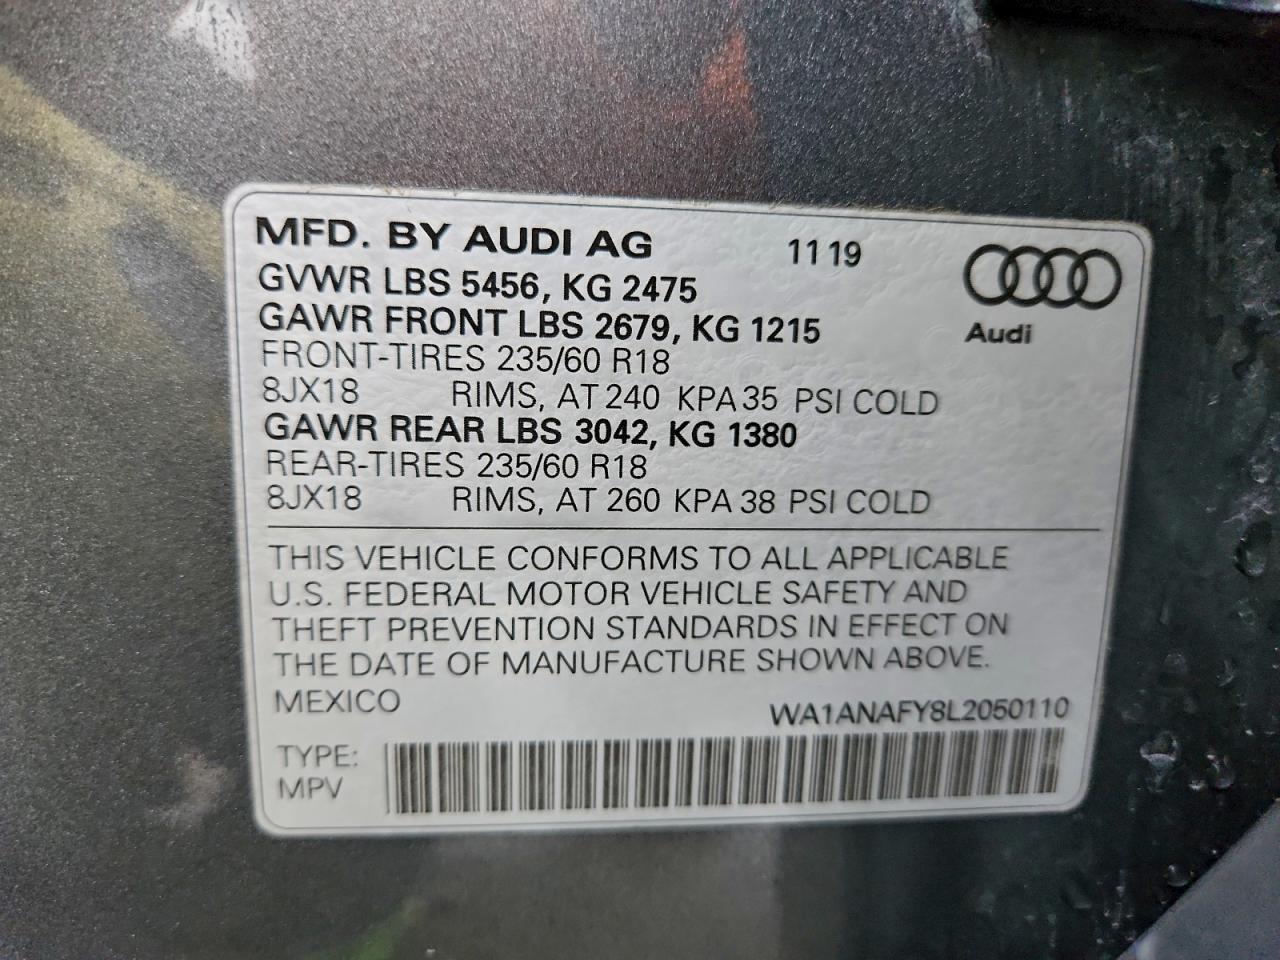 MFD. BY AUDI AG 11 19
GVWR LBS 5456, KG 2475
GAWR FRONT LBS 2679, KG 1215
Audi
FRONT-TIRES 235/60 R18
8JX18 RIMS, AT 240 KPA 35 PSI COLD
GAWR REAR LBS 3042, KG 1380
REAR-TIRES 235/60 R18
8JX18 RIMS, AT 260 KPA 38 PSI COLD
THIS VEHICLE CONFORMS TO ALL APPLICABLE
U.S. FEDERAL MOTOR VEHICLE SAFETY AND
THEFT PREVENTION STANDARDS IN EFFECT ON
THE DATE OF MANUFACTURE SHOWN ABOVE.
MEXICO
WA1ANAFY8L2050110
TYPE:
MPV